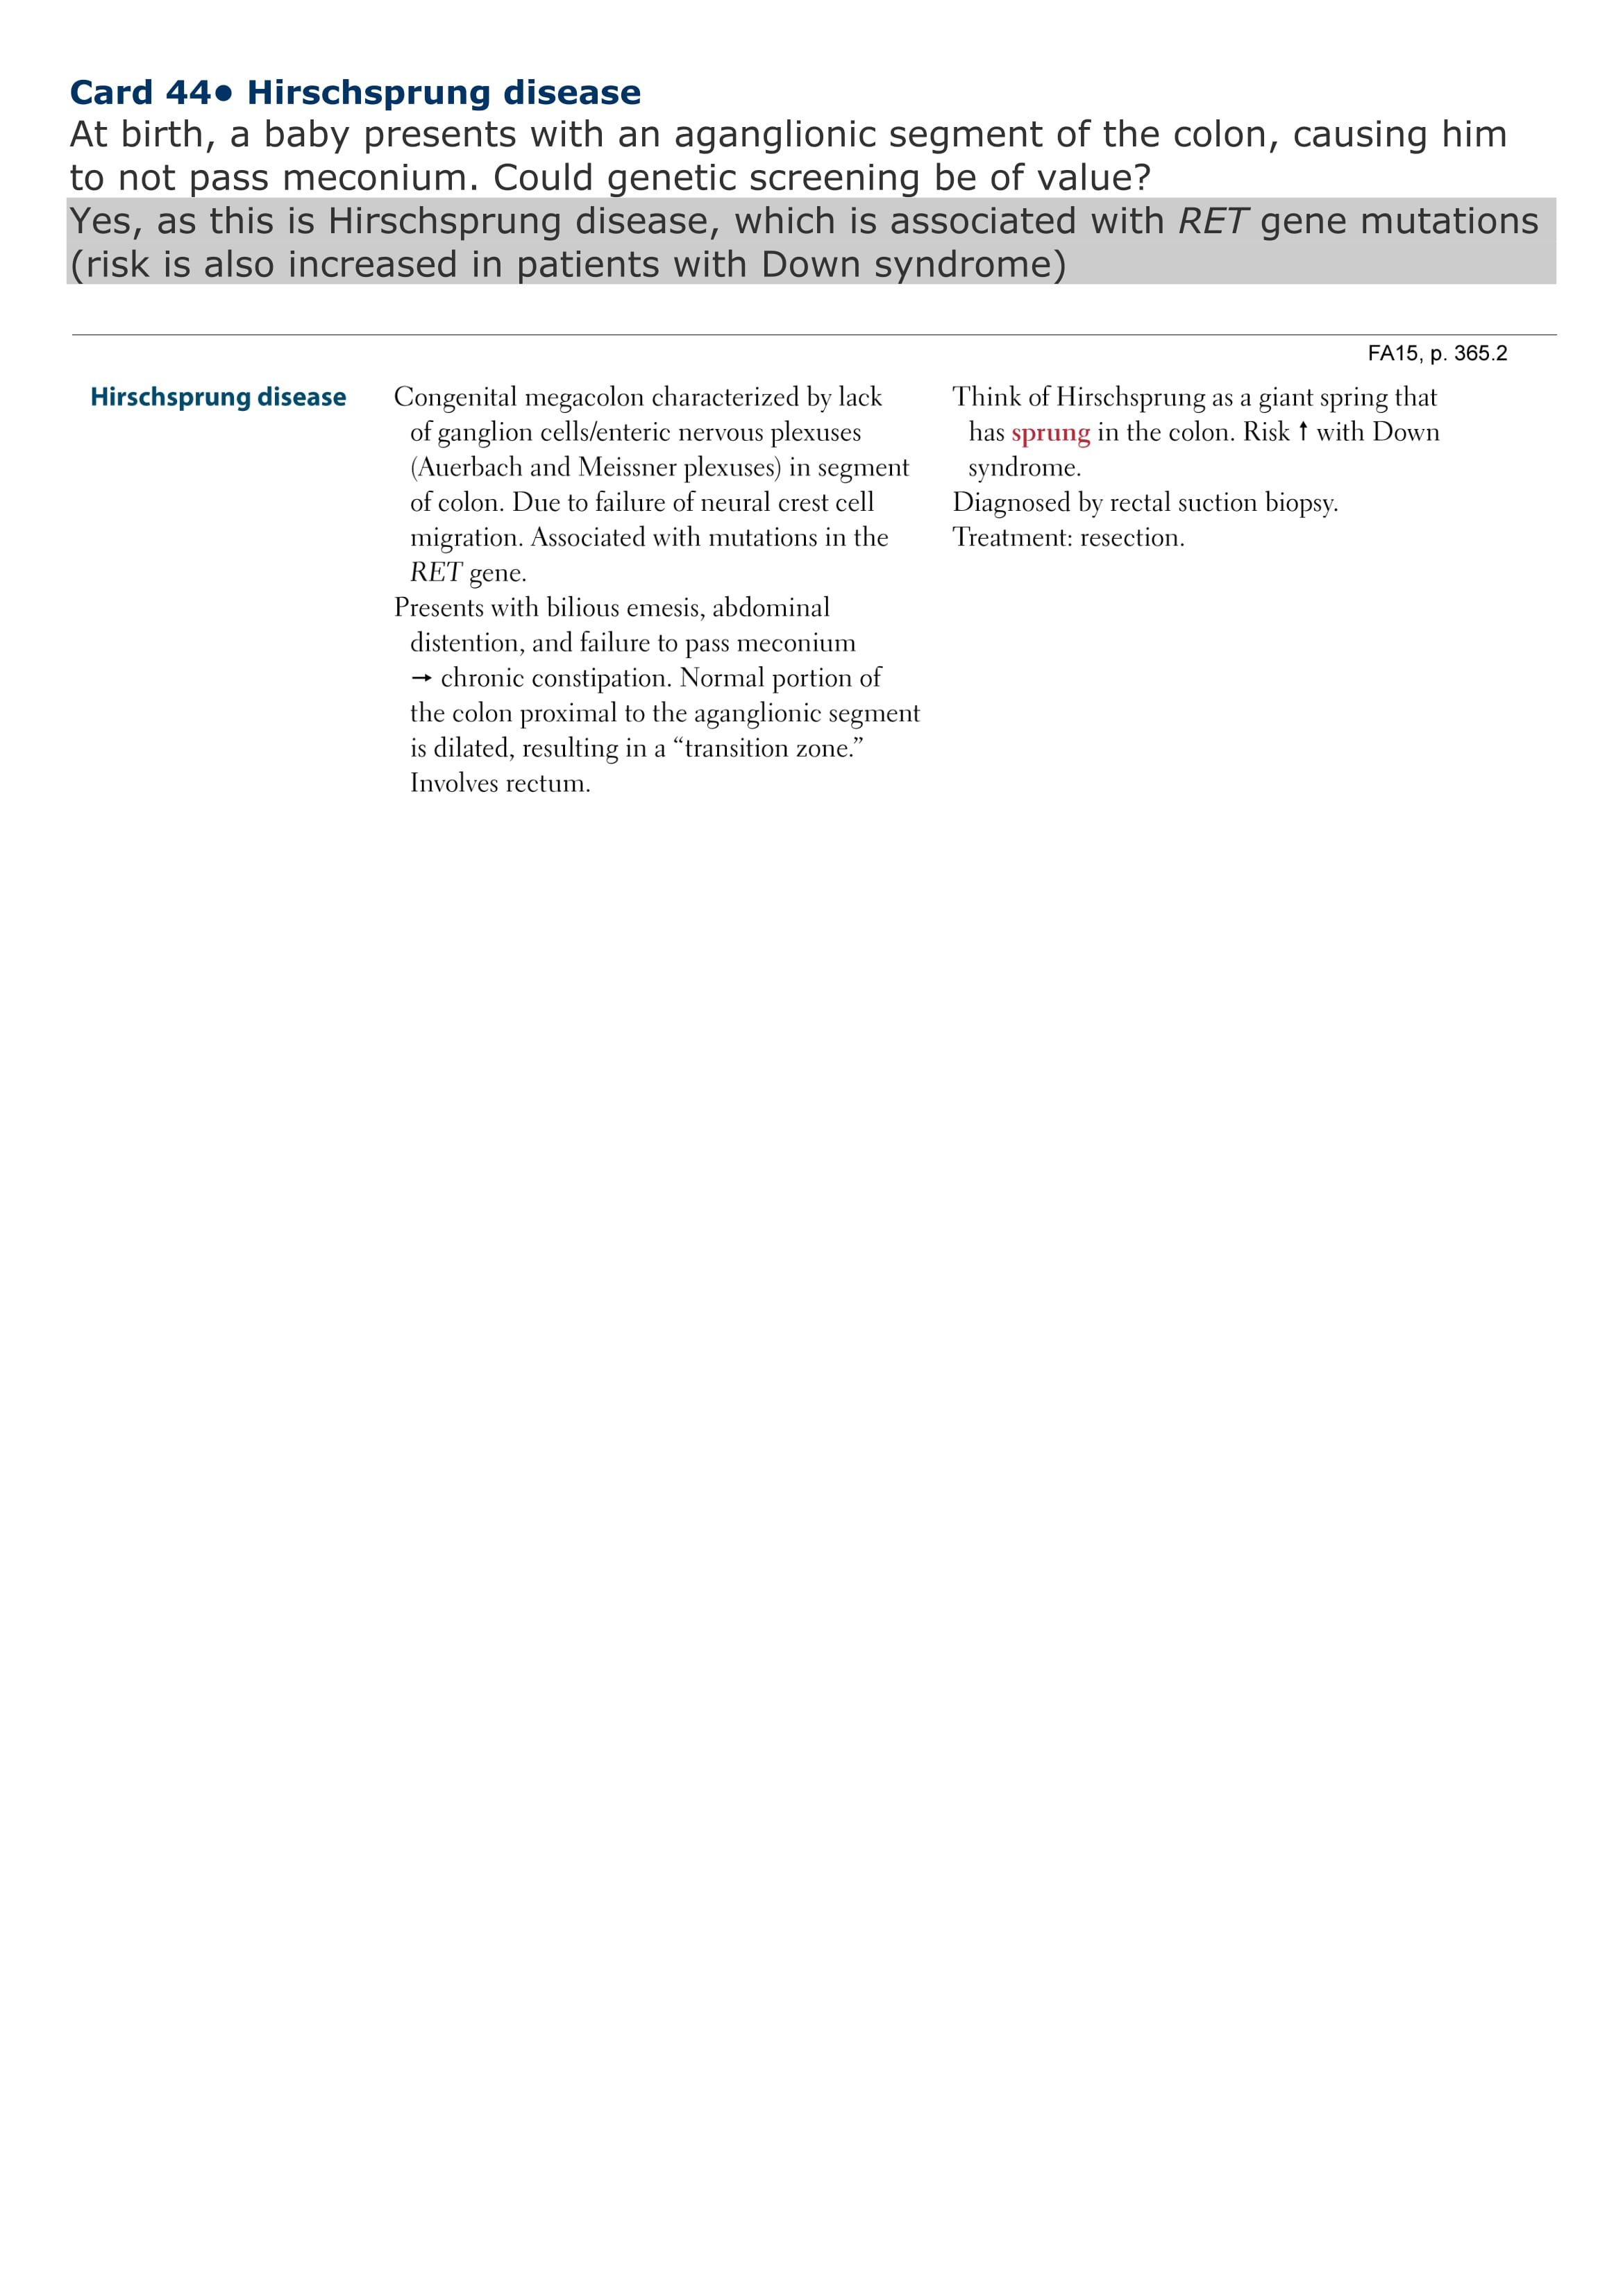 Card 44● Hirschsprung disease
At birth, a baby presents with an aganglionic segment of the colon, causing him
to not pass meconium. Could genetic screening be of value?
Yes, as this is Hirschsprung disease, which is associated with RET gene mutations
(risk is also increased in patients with Down syndrome)
FA15, p. 365.2
Hirschsprung disease
Congenital megacolon characterized by lack
of ganglion cells/enteric nervous plexuses
(Auerbach and Meissner plexuses) in segment
of colon. Due to failure of neural crest cell
migration. Associated with mutations in the
RET gene.
Presents with bilious emesis, abdominal
distention, and failure to pass meconium
→ chronic constipation. Normal portion of
the colon proximal to the aganglionic segment
is dilated, resulting in a “transition zone.”
Involves rectum.
Think of Hirschsprung as a giant spring that
has sprung in the colon. Risk ↑ with Down
syndrome.
Diagnosed by rectal suction biopsy.
Treatment: resection.